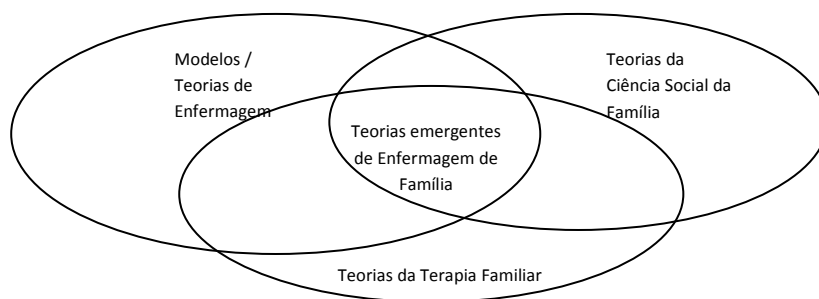 Modelos /
Teorias de
Enfermagem
Teorias da
Ciência Social da
Família
Teorias emergentes
de Enfermagem de
Família
Teorias da Terapia Familiar